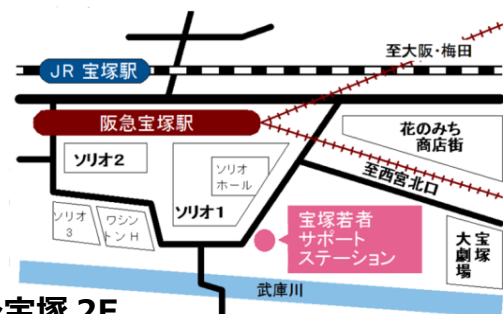 至大阪・梅田
JR 宝塚駅
阪急宝塚駅
花のみち
商店街
ソリオ2
ソリオ
ホール
至西宮北口
ソリオ1
ソリオ
3
ワシン
トンH
宝塚若者
サポート
ステーション
宝塚
大劇場
武庫川
宝塚 2F